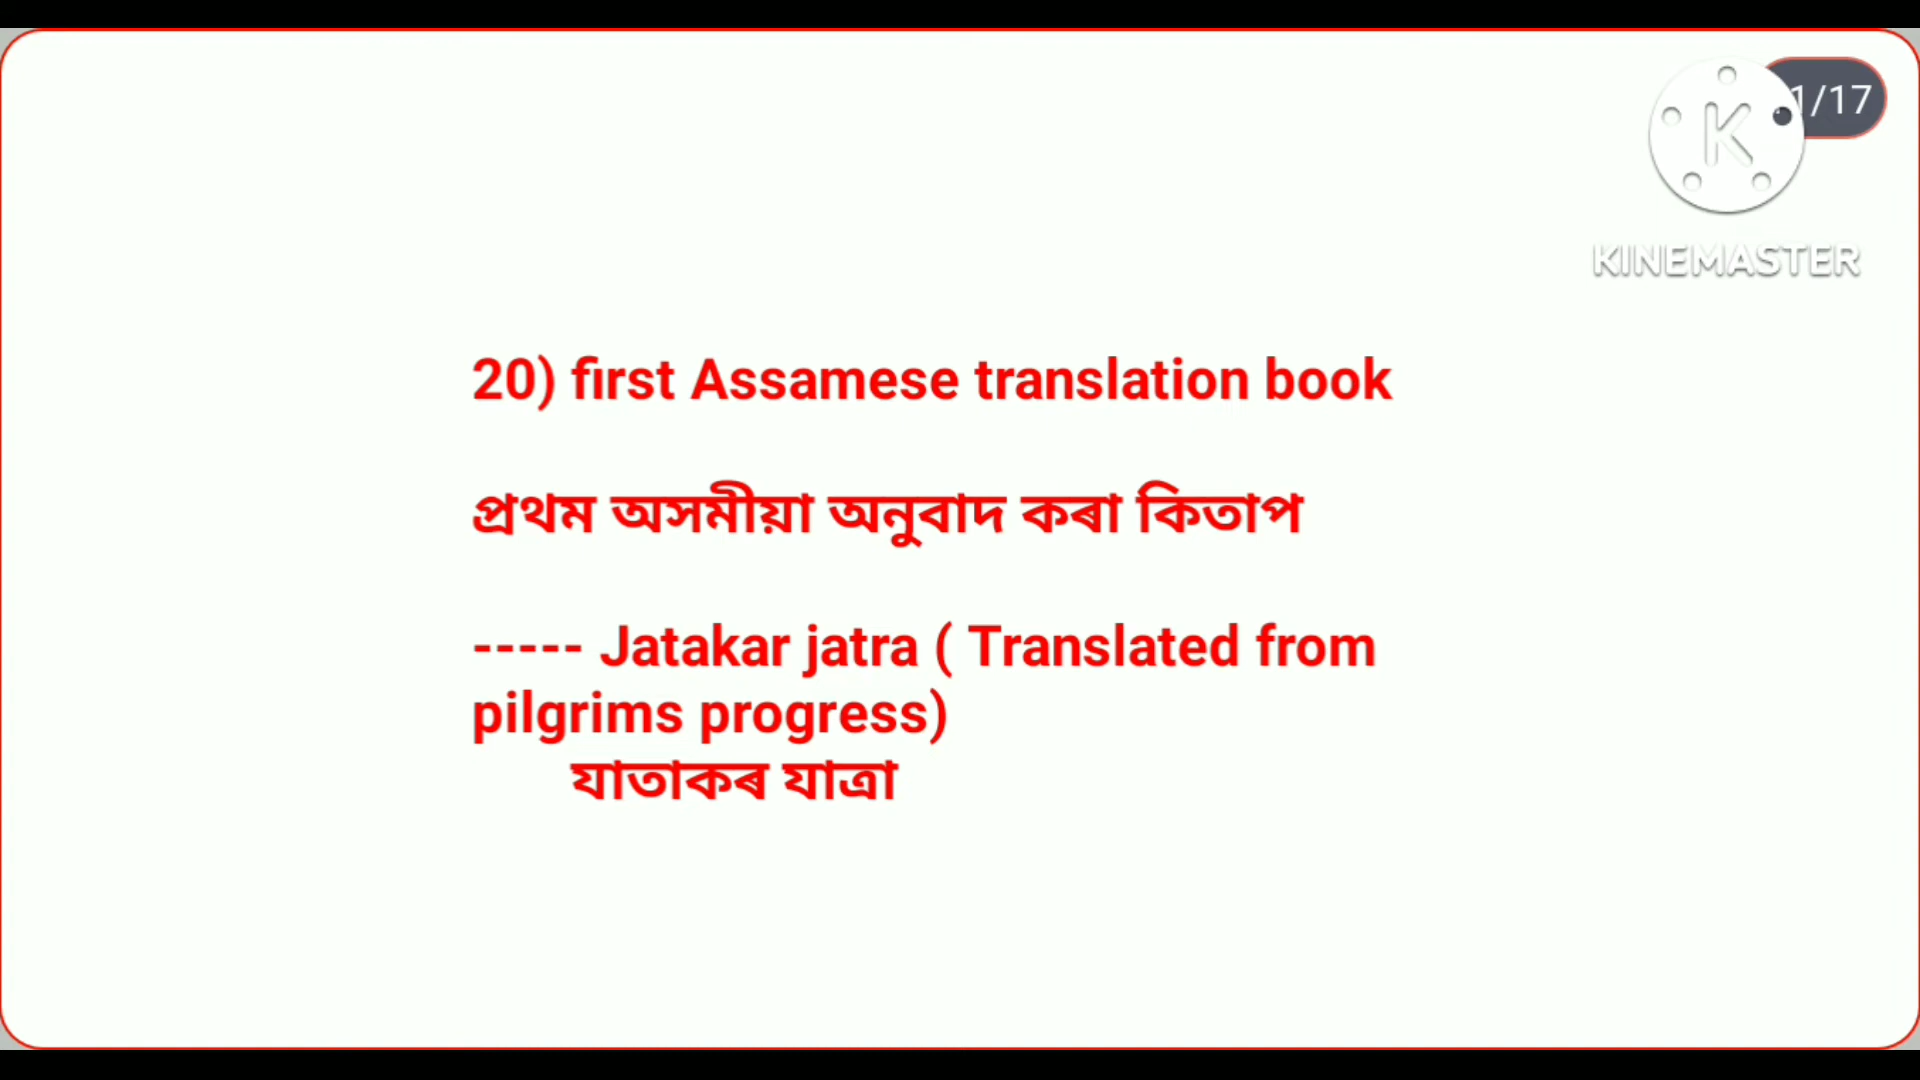 1/17
KINEMASTER
20) first Assamese translation book
প্ৰথম অসমীয়া অনুবাদ কৰা কিতাপ
----- Jatakar jatra ( Translated from
pilgrims progress)
যাতাকৰ যাত্ৰা